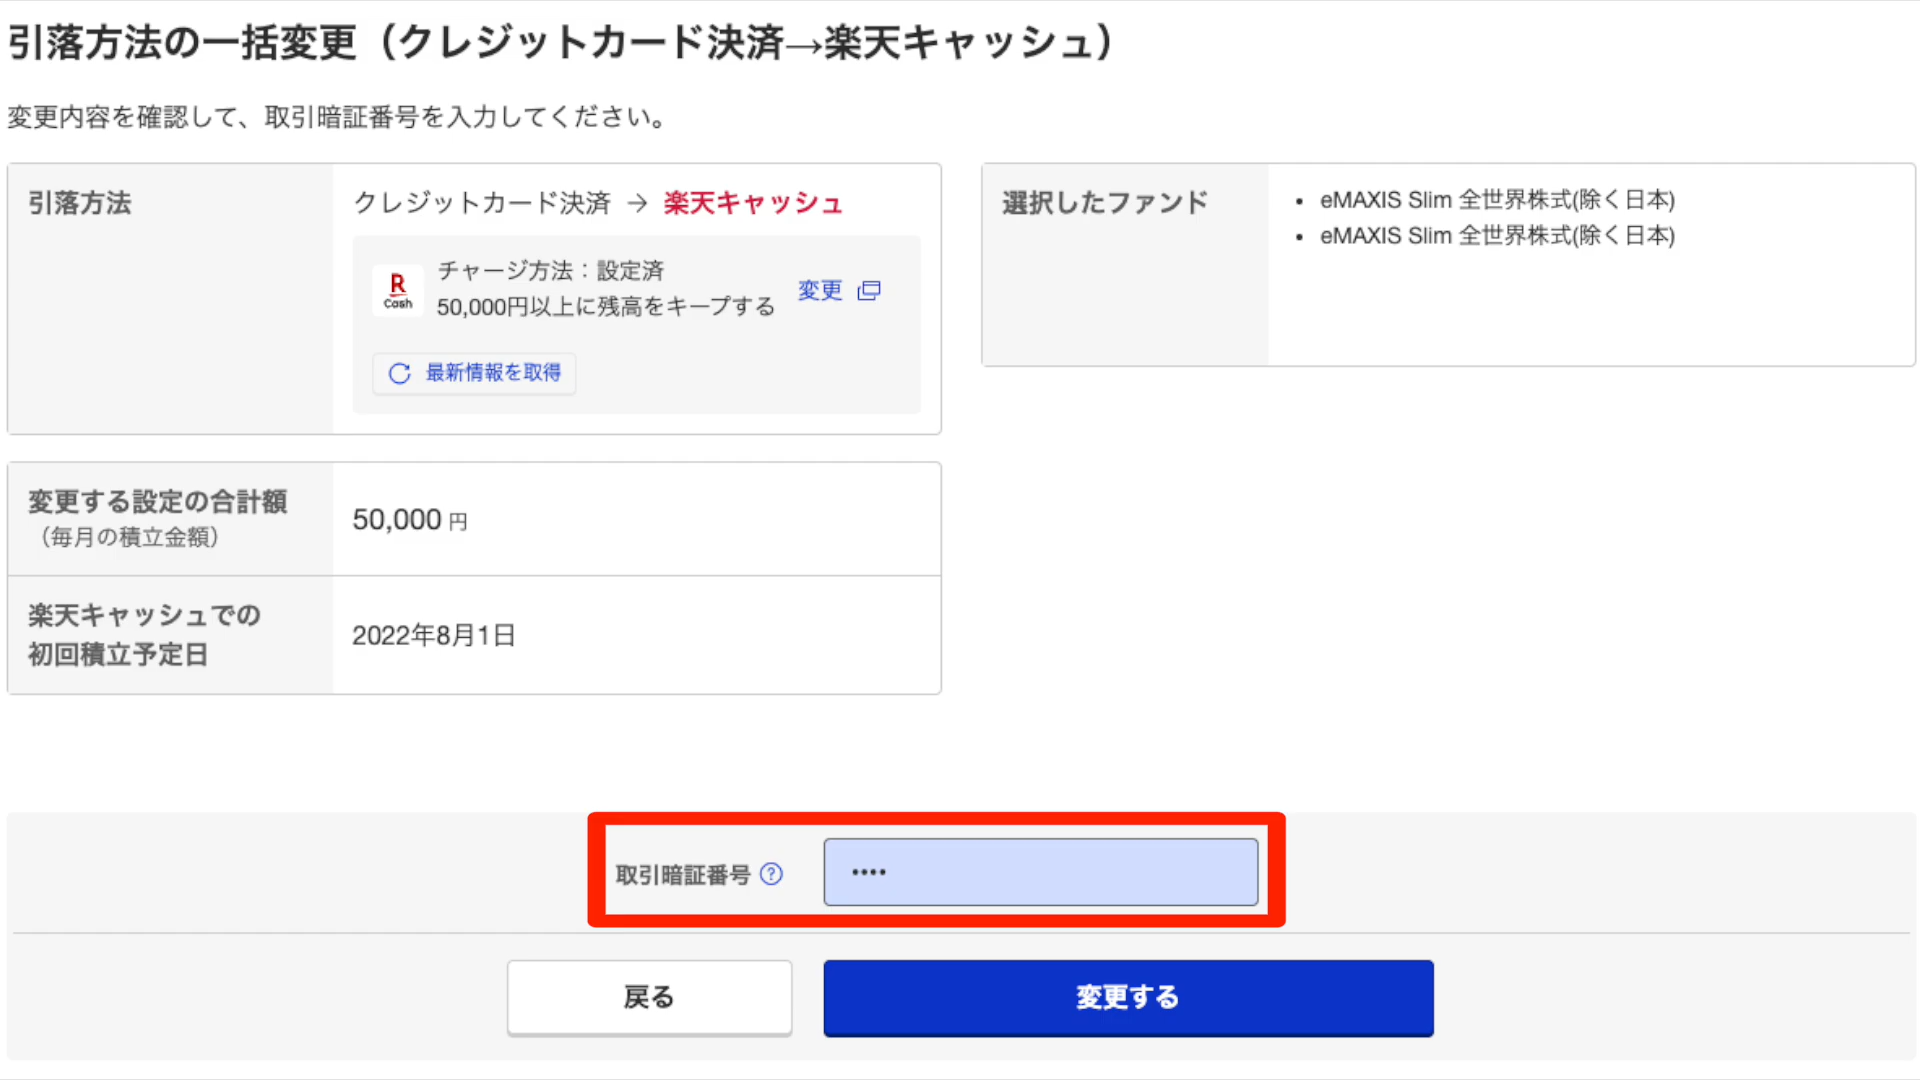 引落方法の一括変更（クレジットカード決済→楽天キャッシュ）
変更内容を確認して、取引暗証番号を入力してください。
引落方法
クレジットカード決済 → 楽天キャッシュ
R
Cash
チャージ方法：設定済
50,000円以上に残高をキープする
変更
最新情報を取得
選択したファンド
• eMAXIS Slim 全世界株式(除く日本)
• eMAXIS Slim 全世界株式(除く日本)
変更する設定の合計額
（毎月の積立金額）
50,000 円
楽天キャッシュでの
初回積立予定日
2022年8月1日
取引暗証番号 ?
••••
戻る
変更する